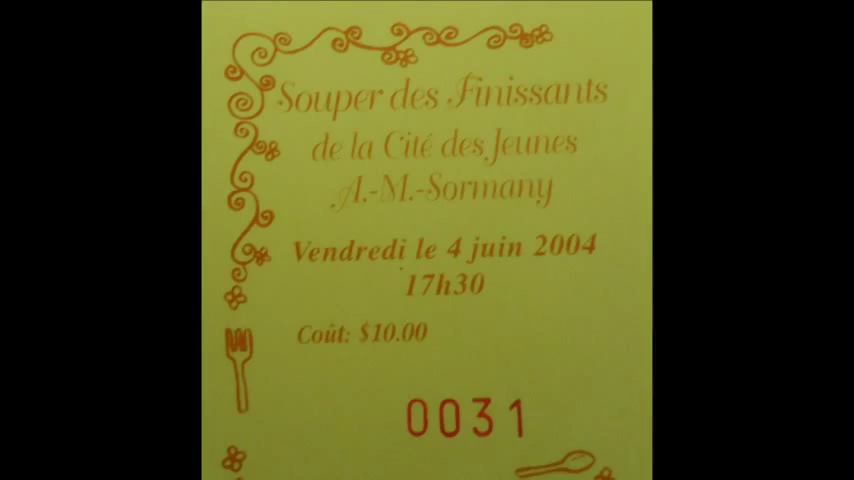 Souper des Finissants
de la Cité des Jeunes
A.-M.-Sormany
Vendredi le 4 juin 2004
17h30
Coût: $10.00
0031